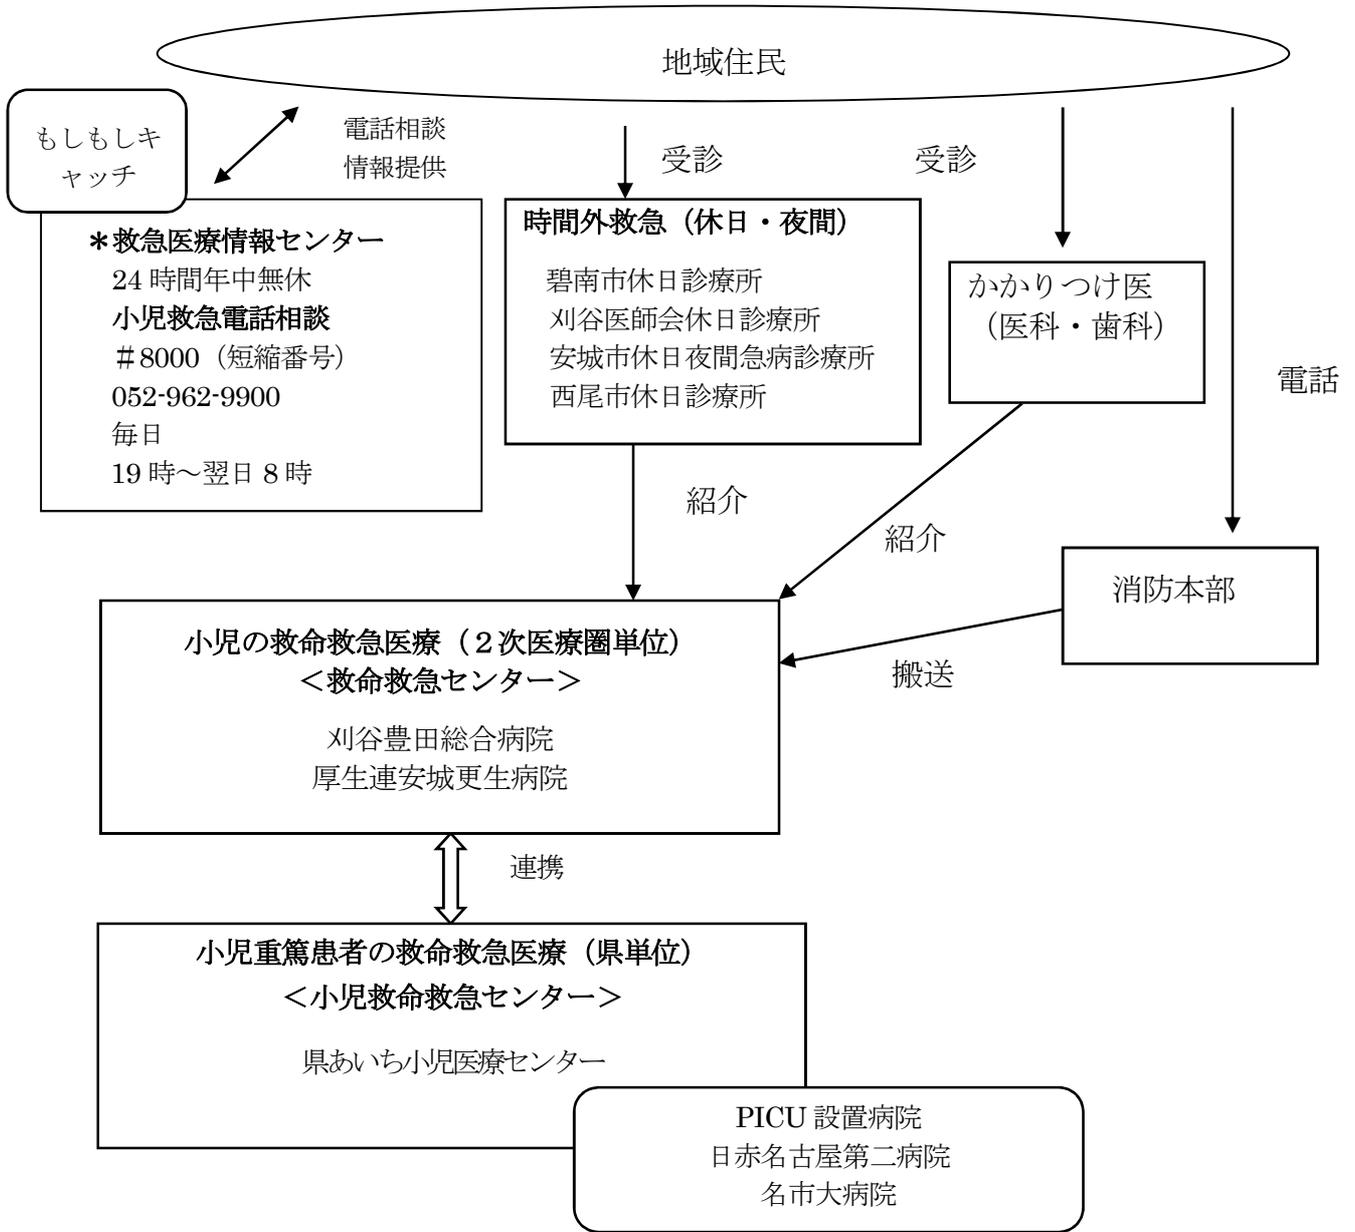 地域住民
もしもしキ
ャッチ
電話相談
情報提供
受診
受診
＊救急医療情報センター
24 時間年中無休
小児救急電話相談
＃8000（短縮番号）
052-962-9900
毎日
19 時～翌日 8 時
時間外救急（休日・夜間）
碧南市休日診療所
刈谷医師会休日診療所
安城市休日夜間急病診療所
西尾市休日診療所
かかりつけ医
（医科・歯科）
電話
紹介
紹介
消防本部
搬送
小児の救命救急医療（２次医療圏単位）
＜救命救急センター＞
刈谷豊田総合病院
厚生連安城更生病院
連携
小児重篤患者の救命救急医療（県単位）
＜小児救命救急センター＞
県あいち小児医療センター
PICU 設置病院
日赤名古屋第二病院
名市大病院